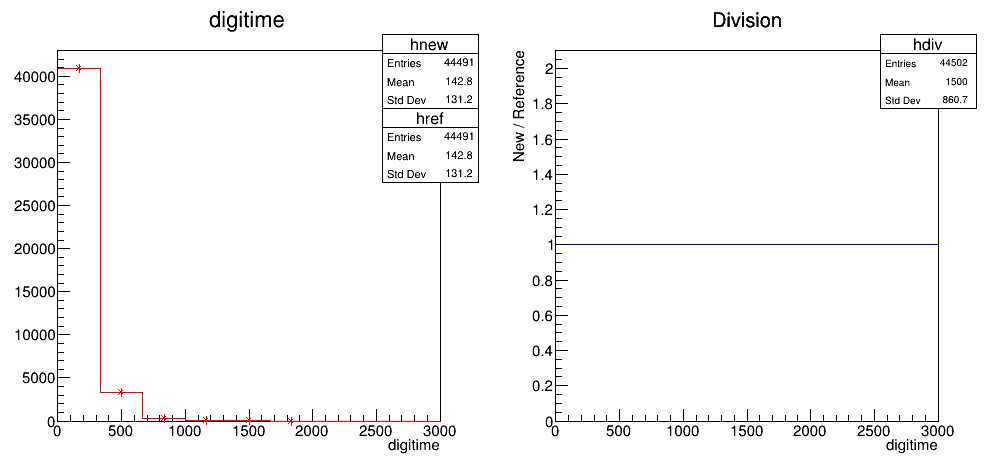 digitime
hnew
Entries 44491
Mean 142.8
Std Dev 131.2
href
Entries 44491
Mean 142.8
Std Dev 131.2
40000
35000
30000
25000
20000
15000
10000
5000
0
0 500 1000 1500 2000 2500 3000
digitime
Division
hdiv
Entries 44502
Mean 1500
Std Dev 860.7
New / Reference
2
1.8
1.6
1.4
1.2
1
0.8
0.6
0.4
0.2
0
0 500 1000 1500 2000 2500 3000
digitime